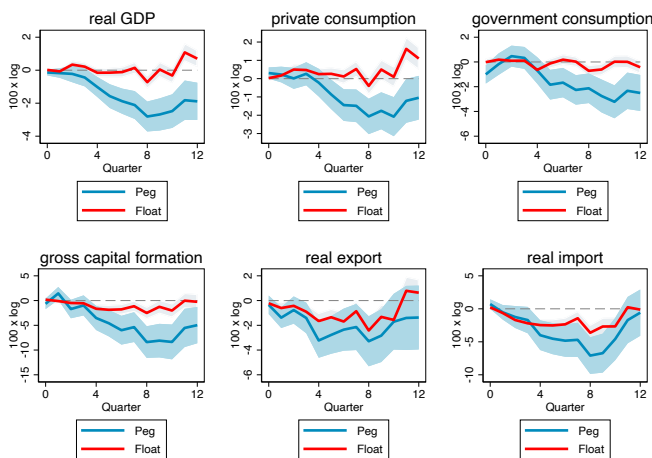 real GDP
100 x log
2
0
-2
-4
0
4
8
12
Quarter
Peg
Float
private consumption
100 x log
2
1
0
-1
-2
-3
0
4
8
12
Quarter
Peg
Float
government consumption
100 x log
2
0
-2
-4
-6
0
4
8
12
Quarter
Peg
Float
gross capital formation
100 x log
5
0
-5
-10
-15
0
4
8
12
Quarter
Peg
Float
real export
100 x log
2
0
-2
-4
-6
0
4
8
12
Quarter
Peg
Float
real import
100 x log
5
0
-5
-10
0
4
8
12
Quarter
Peg
Float